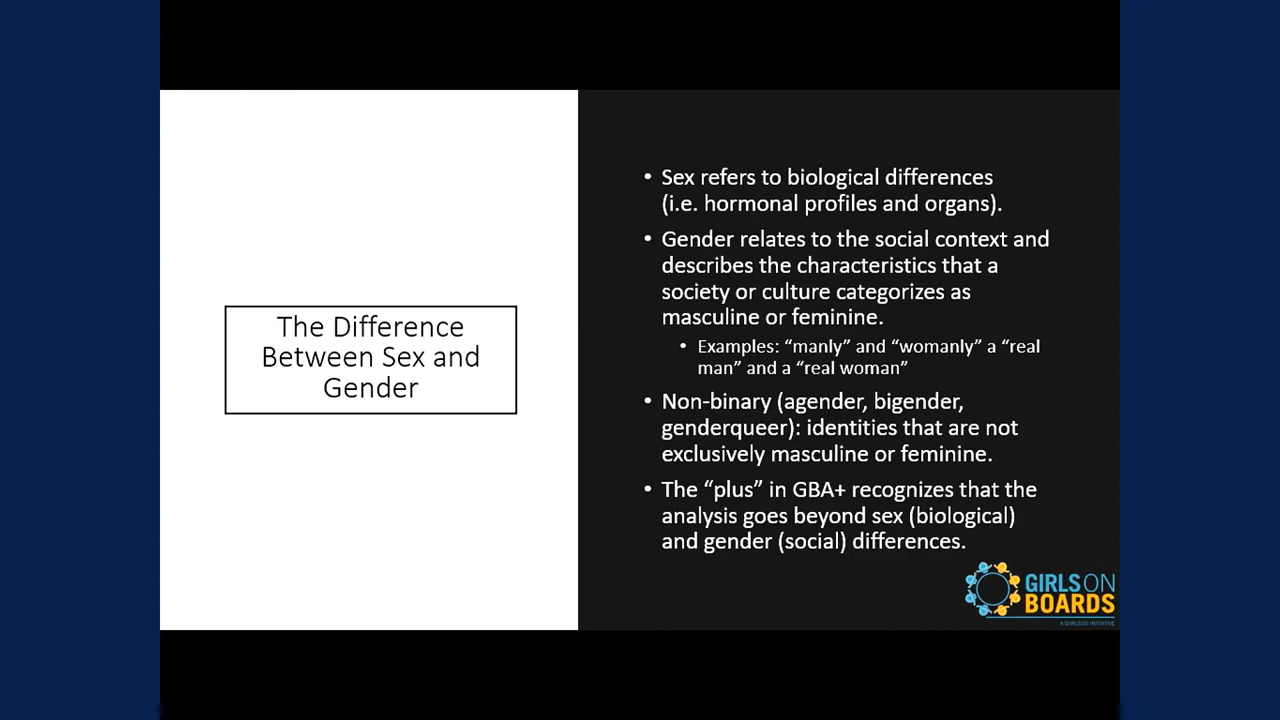 The Difference
Between Sex and
Gender
• Sex refers to biological differences
(i.e. hormonal profiles and organs).
• Gender relates to the social context and
describes the characteristics that a
society or culture categorizes as
masculine or feminine.
• Examples: “manly” and “womanly” a “real
man” and a “real woman”
• Non-binary (agender, bigender,
genderqueer): identities that are not
exclusively masculine or feminine.
• The “plus” in GBA+ recognizes that the
analysis goes beyond sex (biological)
and gender (social) differences.
GIRLS ON
BOARDS
A GIRLS20 INITIATIVE